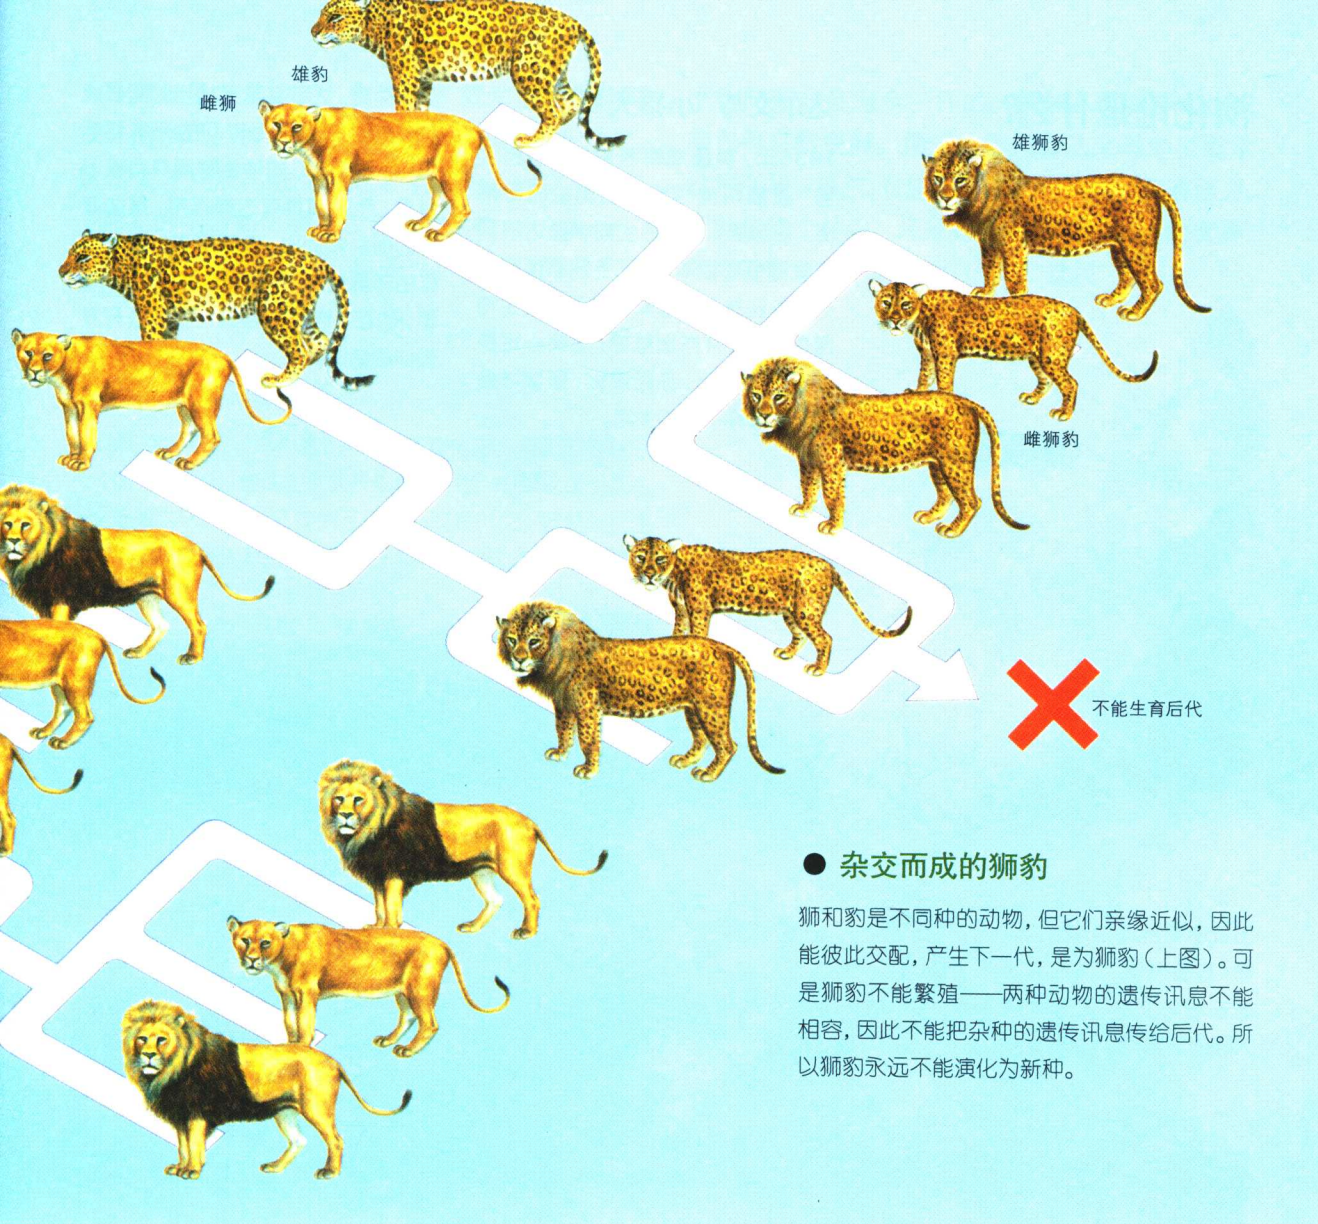 雄豹
雌狮
雄狮豹
雌狮豹
不能生育后代
● 杂交而成的狮豹
狮和豹是不同种的动物，但它们亲缘近似，因此
能彼此交配，产生下一代，是为狮豹（上图）。可
是狮豹不能繁殖——两种动物的遗传讯息不能
相容，因此不能把杂种的遗传讯息传给后代。所
以狮豹永远不能演化为新种。